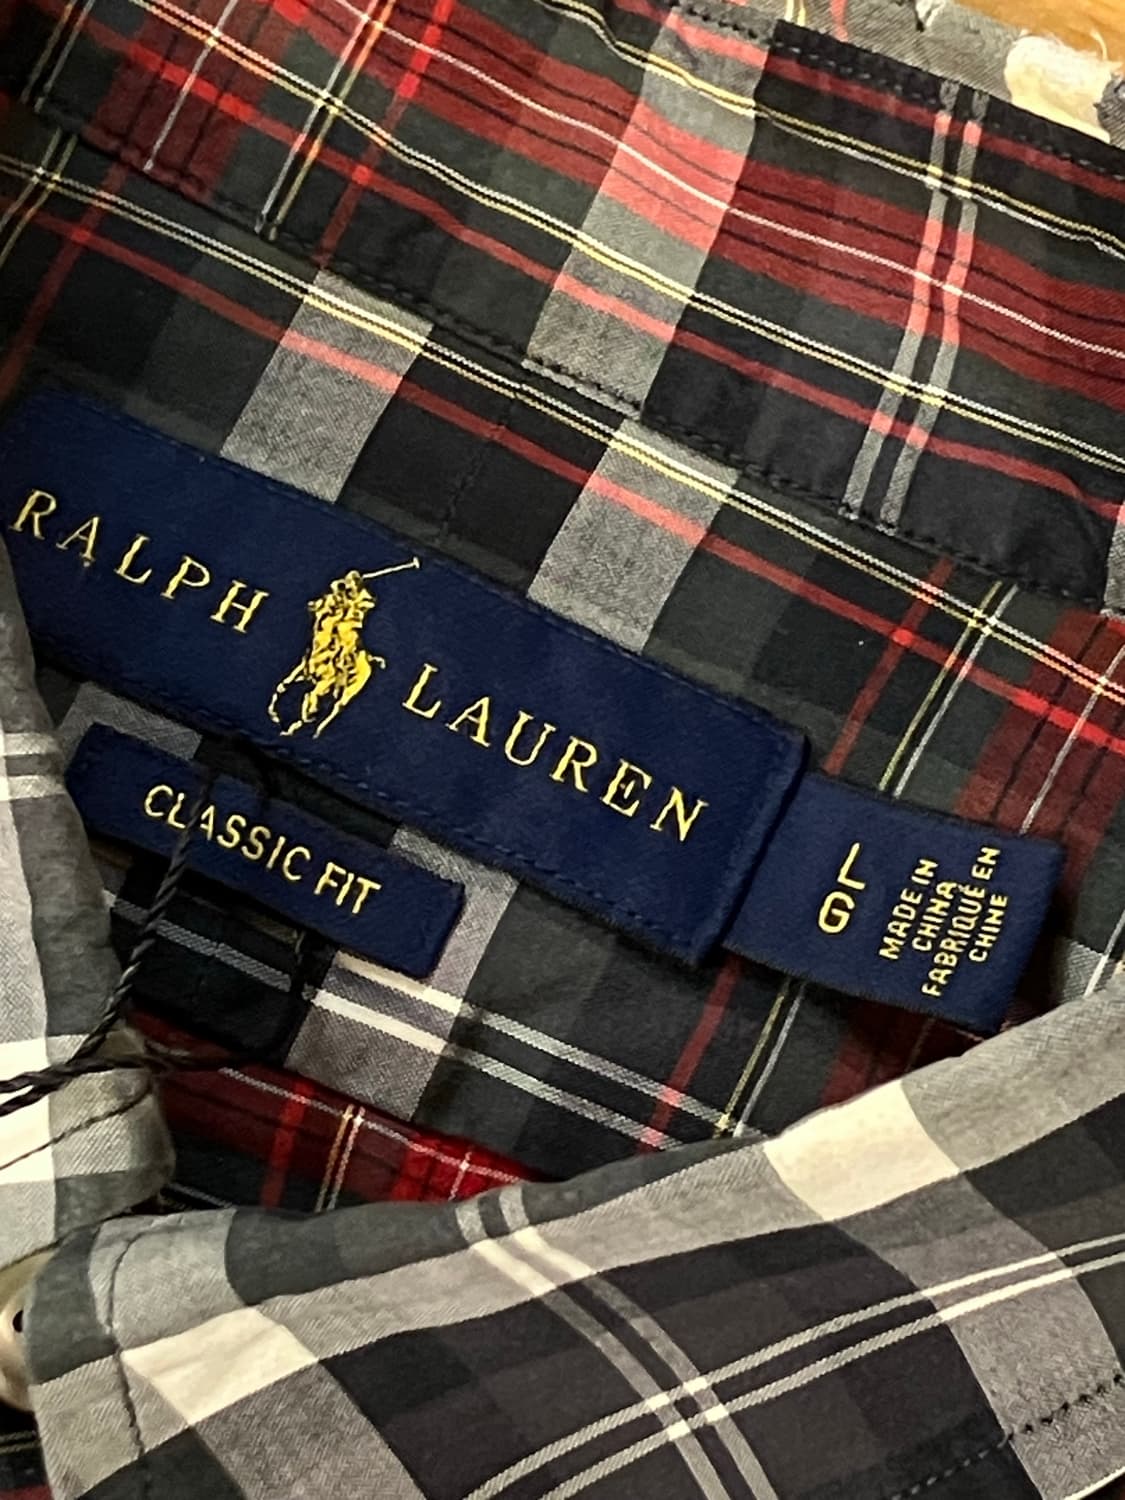 RALPH LAUREN
CLASSIC FIT
L
G
MADE IN
CHINA
FABRIQUÉ EN
CHINE